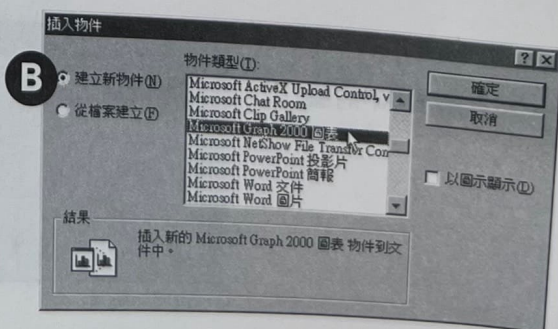 插入物件
B
建立新物件(N)
從檔案建立(F)
物件類型(T):
Microsoft ActiveX Upload Control, v
Microsoft Chat Room
Microsoft Clip Gallery
Microsoft Graph 2000 圖表
Microsoft NetShow File Transfer Con
Microsoft PowerPoint 投影片
Microsoft PowerPoint 簡報
Microsoft Word 文件
Microsoft Word 圖片
確定
取消
以圖示顯示(D)
結果
插入新的 Microsoft Graph 2000 圖表 物件到文
件中。